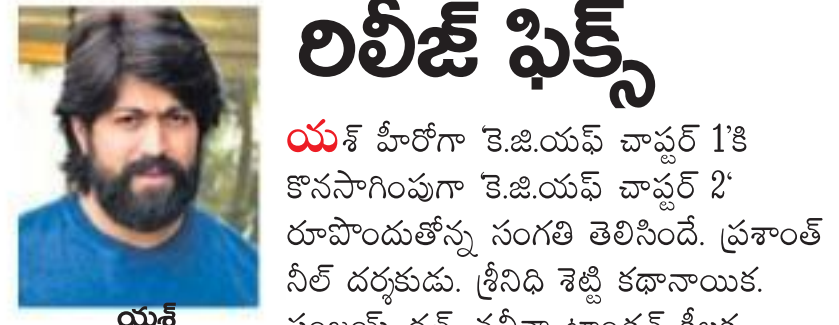 రిలీజ్ ఫిక్స్
యశ్ హీరోగా ‘కె.జి.యఫ్ చాప్టర్ 1’కి
కొనసాగింపుగా ‘కె.జి.యఫ్ చాప్టర్ 2‘
రూపొందుతోన్న సంగతి తెలిసిందే. ప్రశాంత్
నీల్ దర్శకుడు. శ్రీనిధి శెట్టి కథానాయిక.
యశ్